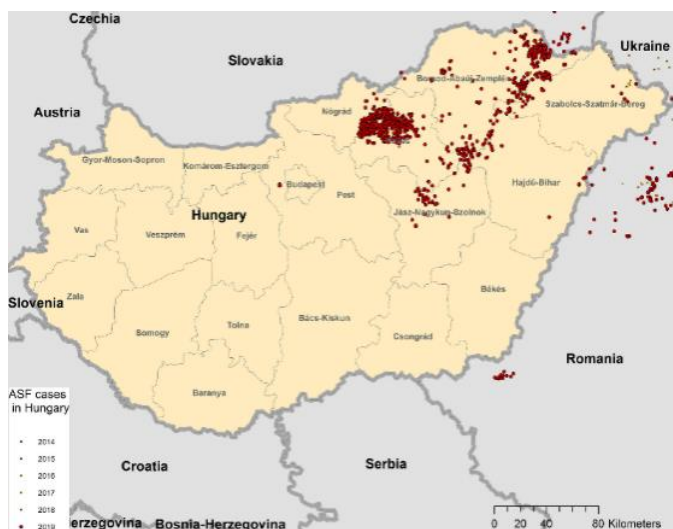 Czechia
Slovakia
Ukraine
Austria
Borsod-Abaúj-Zemplén
Nógrád
Szabolcs-Szatmár-Bereg
Gyor-Moson-Sopron
Komárom-Esztergom
Budapest
Pest
Hajdú-Bihar
Jász-Nagykun-Szolnok
Hungary
Vas
Veszprém
Fejér
Slovenia
Zala
Békés
Somogy
Tolna
Bács-Kiskun
Csongrád
Romania
Baranya
ASF cases
in Hungary
2014
2015
2016
2017
2018
2019
Croatia
Serbia
erzegovina
Bosnia-Herzegovina
0
20
40
80 Kilometers